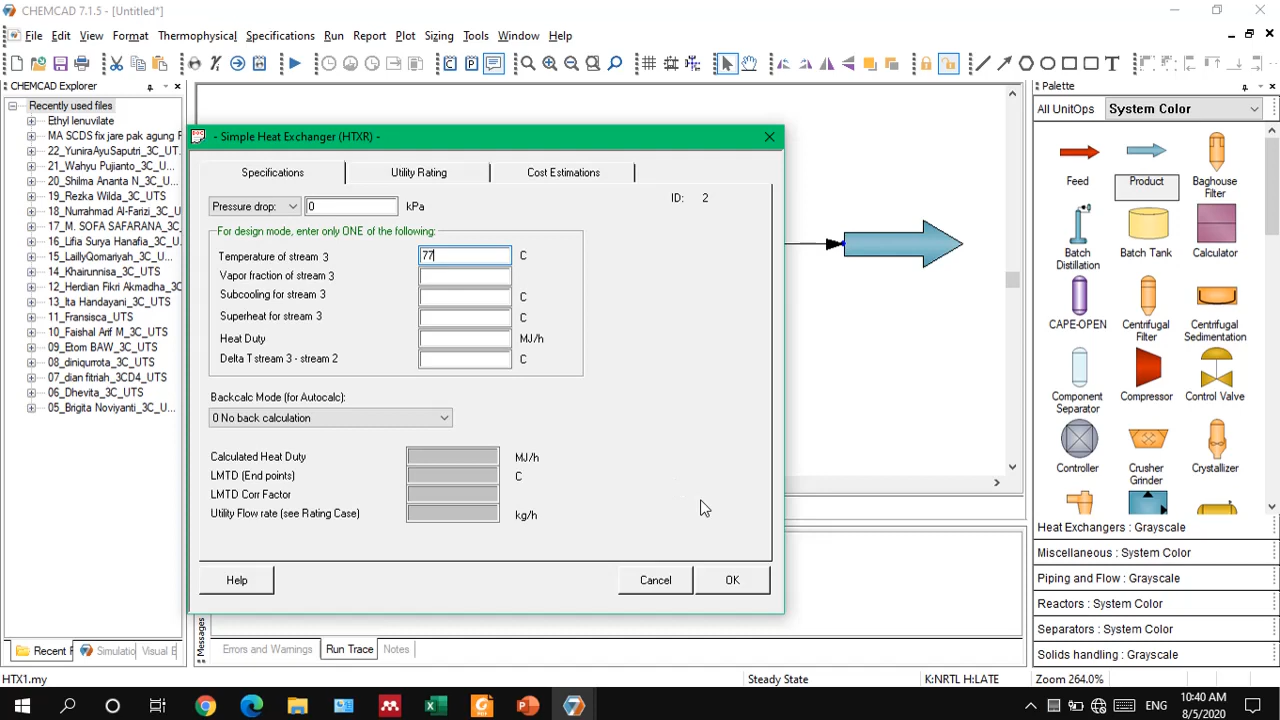 CHEMCAD 7.1.5 - [Untitled*]
File Edit View Format Thermophysical Specifications Run Report Plot Sizing Tools Window Help
CHEMCAD Explorer
Recently used files
Ethyl lenuvilate
MA SCDS fix jare pak agung F
22_YuniraAyuSaputri_3C_UT...
21_Wahyu Pujianto_3C_UTS
20_Shilma Ananta N_3C_UT...
19_Rezka Wilda_3C_UTS
18_Nurrahmad Al-Farizi_3C_...
17_M. SOFA SAFARANA_3C...
16_Lifia Surya Hanafia_3C_U...
15_LaillyQomariyah_3C_UTS
14_Khairunnisa_3C_UTS
12_Herdian Fikri Akmadha_3...
13_Ita Handayani_3C_UTS
11_Fransisca_UTS
10_Faishal Arif M_3C_UTS
09_Etom BAW_3C_UTS
08_diniqurrota_3C_UTS
07_dian fitriah_3CD4_UTS
06_Dhevita_3C_UTS
05_Brigita Noviyanti_3C_U...
Recent F Simulatio Visual E
- Simple Heat Exchanger (HTXR) -
Specifications Utility Rating Cost Estimations
Pressure drop: 0 kPa ID: 2
For design mode, enter only ONE of the following:
Temperature of stream 3 77 C
Vapor fraction of stream 3
Subcooling for stream 3 C
Superheat for stream 3 C
Heat Duty MJ/h
Delta T stream 3 - stream 2 C
Backcalc Mode (for Autocalc):
0 No back calculation
Calculated Heat Duty MJ/h
LMTD (End points) C
LMTD Corr Factor
Utility Flow rate (see Rating Case) kg/h
Help Cancel OK
Messages
Errors and Warnings Run Trace Notes
Palette
All UnitOps System Color
Feed Product Baghouse Filter
Batch Distillation Batch Tank Calculator
CAPE-OPEN Centrifugal Filter Centrifugal Sedimentation
Component Separator Compressor Control Valve
Controller Crusher Grinder Crystallizer
Heat Exchangers : Grayscale
Miscellaneous : System Color
Piping and Flow : Grayscale
Reactors : System Color
Separators : System Color
Solids handling : Grayscale
HTX1.my Steady State K:NRTL H:LATE Zoom 264.0%
ENG 10:40 AM
8/5/2020